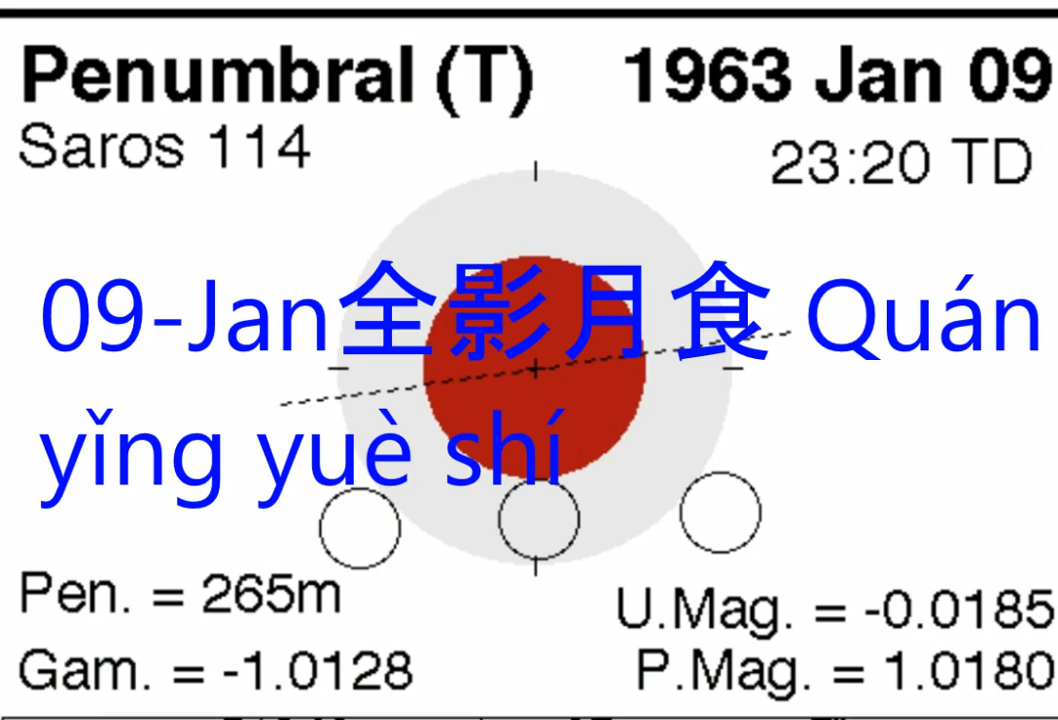 Penumbral (T) 1963 Jan 09
Saros 114 23:20 TD
09-Jan全影月食 Quán
yǐng yuè shí
Pen. = 265m U.Mag. = -0.0185
Gam. = -1.0128 P.Mag. = 1.0180